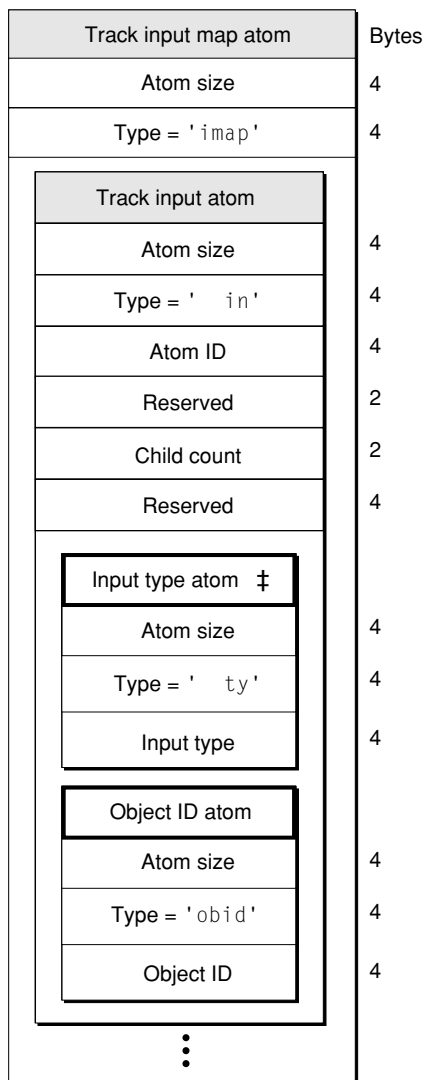 Track input map atom Bytes
Atom size 4
Type = 'imap' 4
Track input atom
Atom size 4
Type = '  in' 4
Atom ID 4
Reserved 2
Child count 2
Reserved 4
Input type atom ‡
Atom size 4
Type = '  ty' 4
Input type 4
Object ID atom
Atom size 4
Type = 'obid' 4
Object ID 4